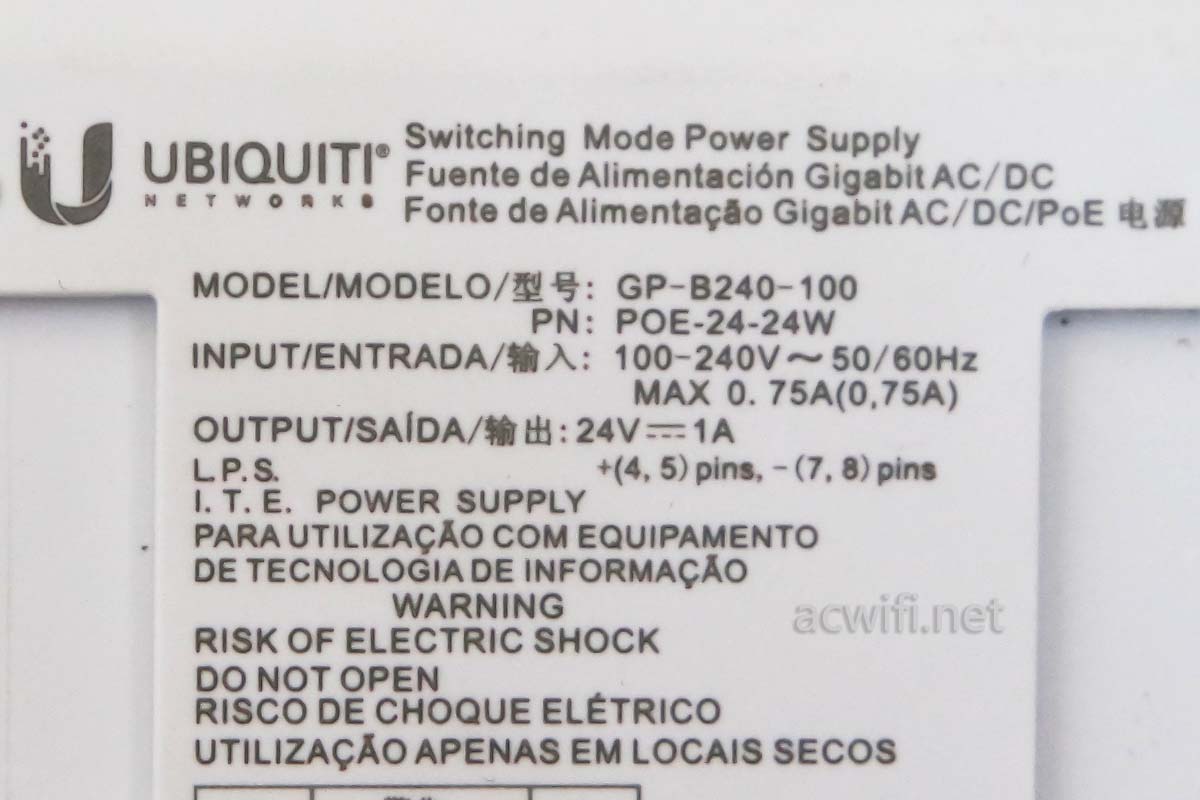 UBIQUITI®
NETWORKS
Switching Mode Power Supply
Fuente de Alimentación Gigabit AC/DC
Fonte de Alimentação Gigabit AC/DC/PoE 电源
MODEL/MODELO/型号: GP-B240-100
PN: POE-24-24W
INPUT/ENTRADA/输入: 100-240V~50/60Hz
MAX 0.75A(0,75A)
OUTPUT/SAÍDA/输出: 24V⎓1A
L.P.S. +(4, 5) pins, -(7, 8) pins
I.T.E. POWER SUPPLY
PARA UTILIZAÇÃO COM EQUIPAMENTO
DE TECNOLOGIA DE INFORMAÇÃO
WARNING
RISK OF ELECTRIC SHOCK
DO NOT OPEN
RISCO DE CHOQUE ELÉTRICO
UTILIZAÇÃO APENAS EM LOCAIS SECOS
acwifi.net